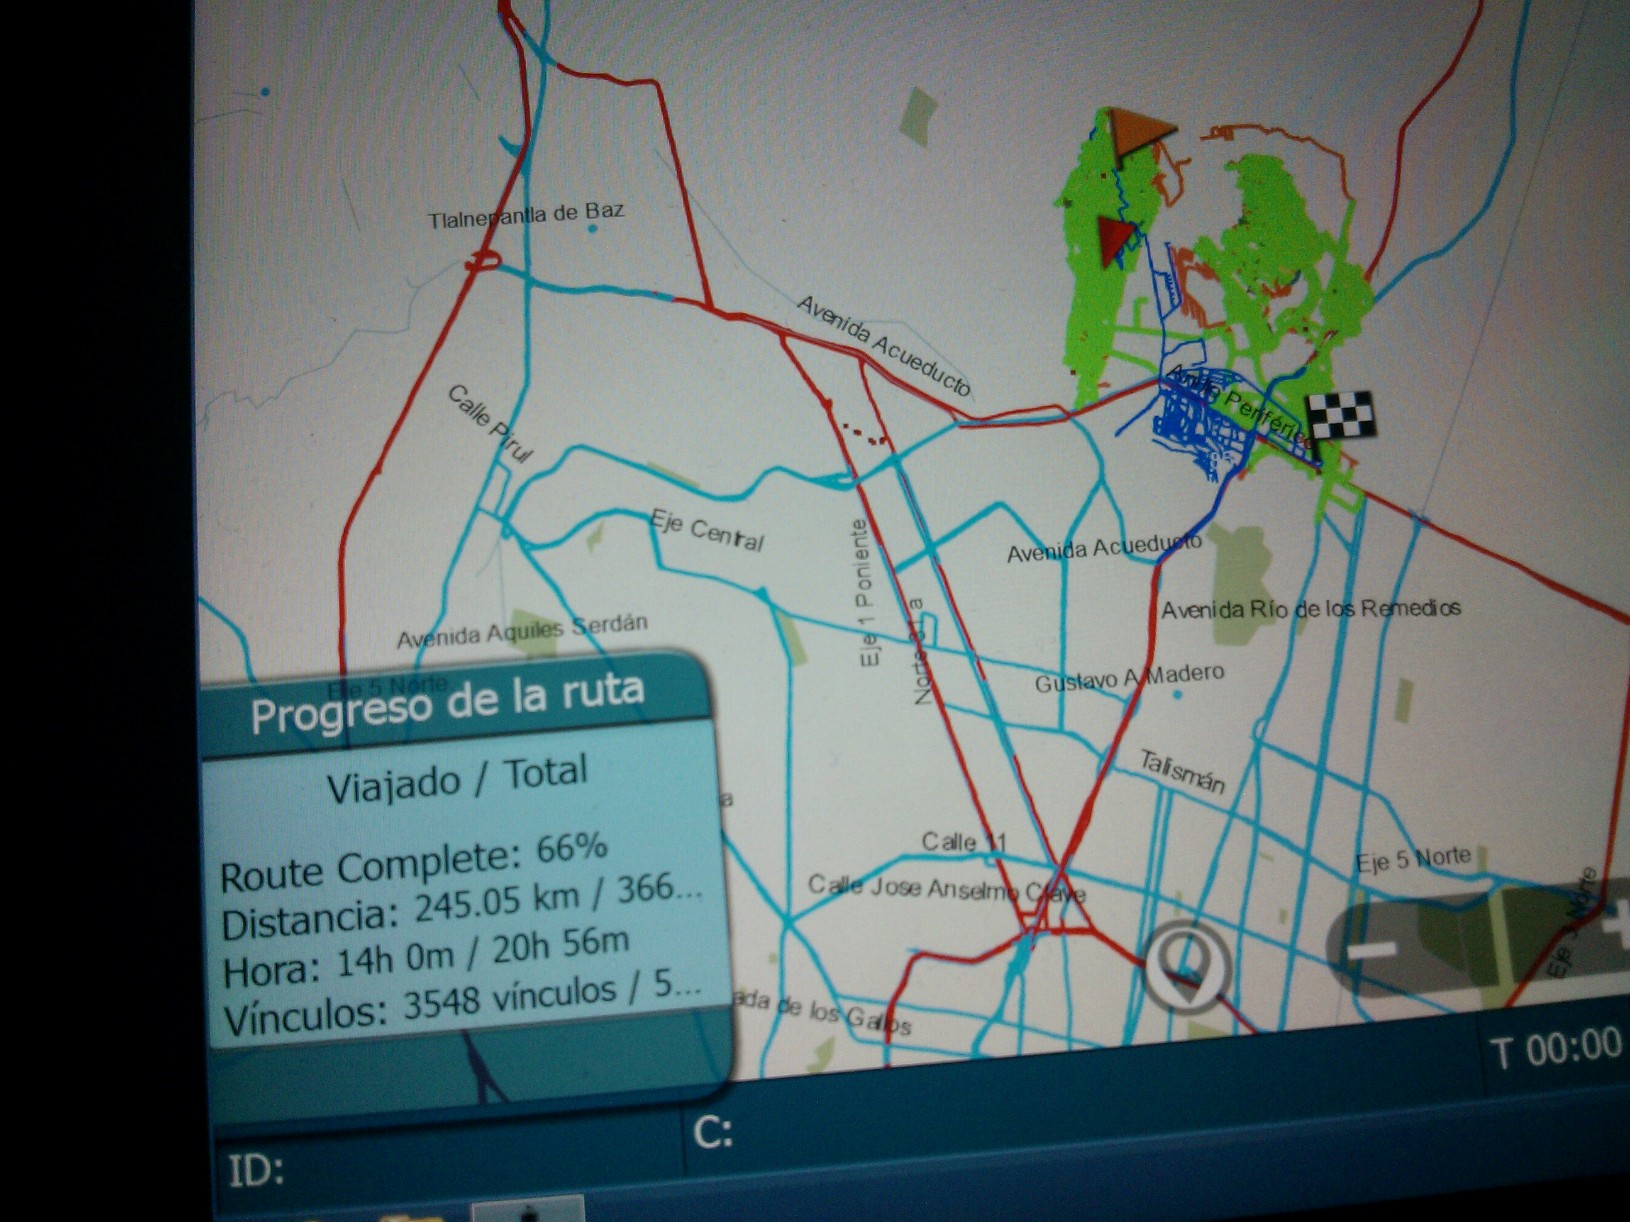 Tlalnepantla de Baz
Avenida Acueducto
Calle Pirul
Anillo Periférico
Eje Central
Eje 1 Poniente
Avenida Acueducto
Avenida Río de los Remedios
Norte 31 a
Avenida Aquiles Serdán
Gustavo A Madero
Eje 5 Norte
Progreso de la ruta
Viajado / Total
Route Complete: 66%
Distancia: 245.05 km / 366...
Hora: 14h 0m / 20h 56m
Vínculos: 3548 vínculos / 5...
Talismán
a
Calle 11
Calle Jose Anselmo Clave
Eje 5 Norte
Eje 3 Norte
ada de los Gallos
T 00:00
C:
ID: